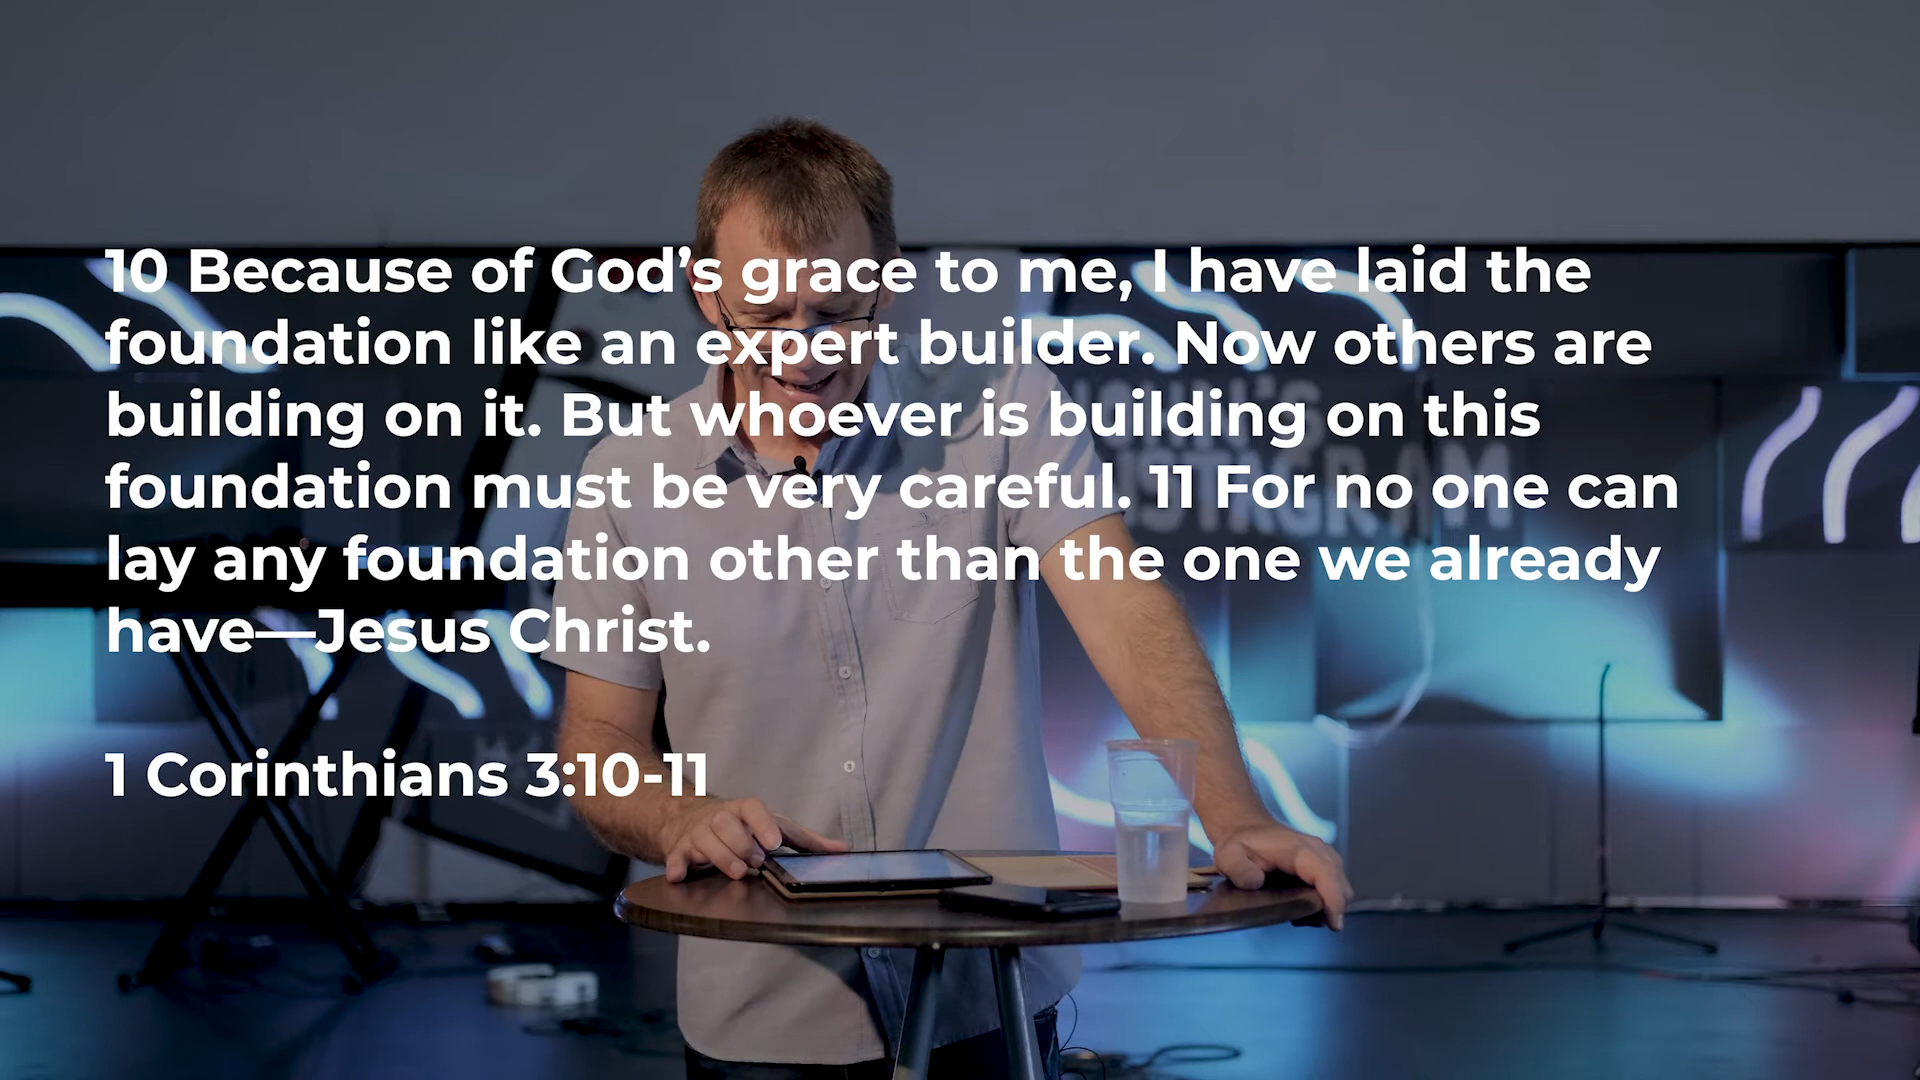 10 Because of God’s grace to me, I have laid the
foundation like an expert builder. Now others are
building on it. But whoever is building on this
foundation must be very careful. 11 For no one can
lay any foundation other than the one we already
have—Jesus Christ.
1 Corinthians 3:10-11